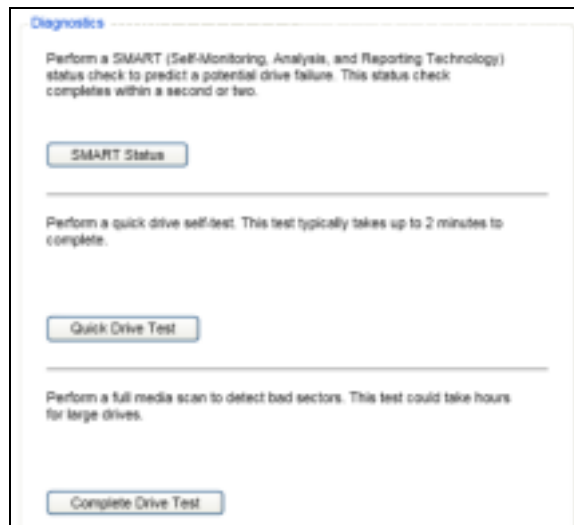 Diagnostics
Perform a SMART (Self-Monitoring, Analysis, and Reporting Technology)
status check to predict a potential drive failure. This status check
completes within a second or two.
SMART Status
Perform a quick drive self-test. This test typically takes up to 2 minutes to
complete.
Quick Drive Test
Perform a full media scan to detect bad sectors. This test could take hours
for large drives.
Complete Drive Test